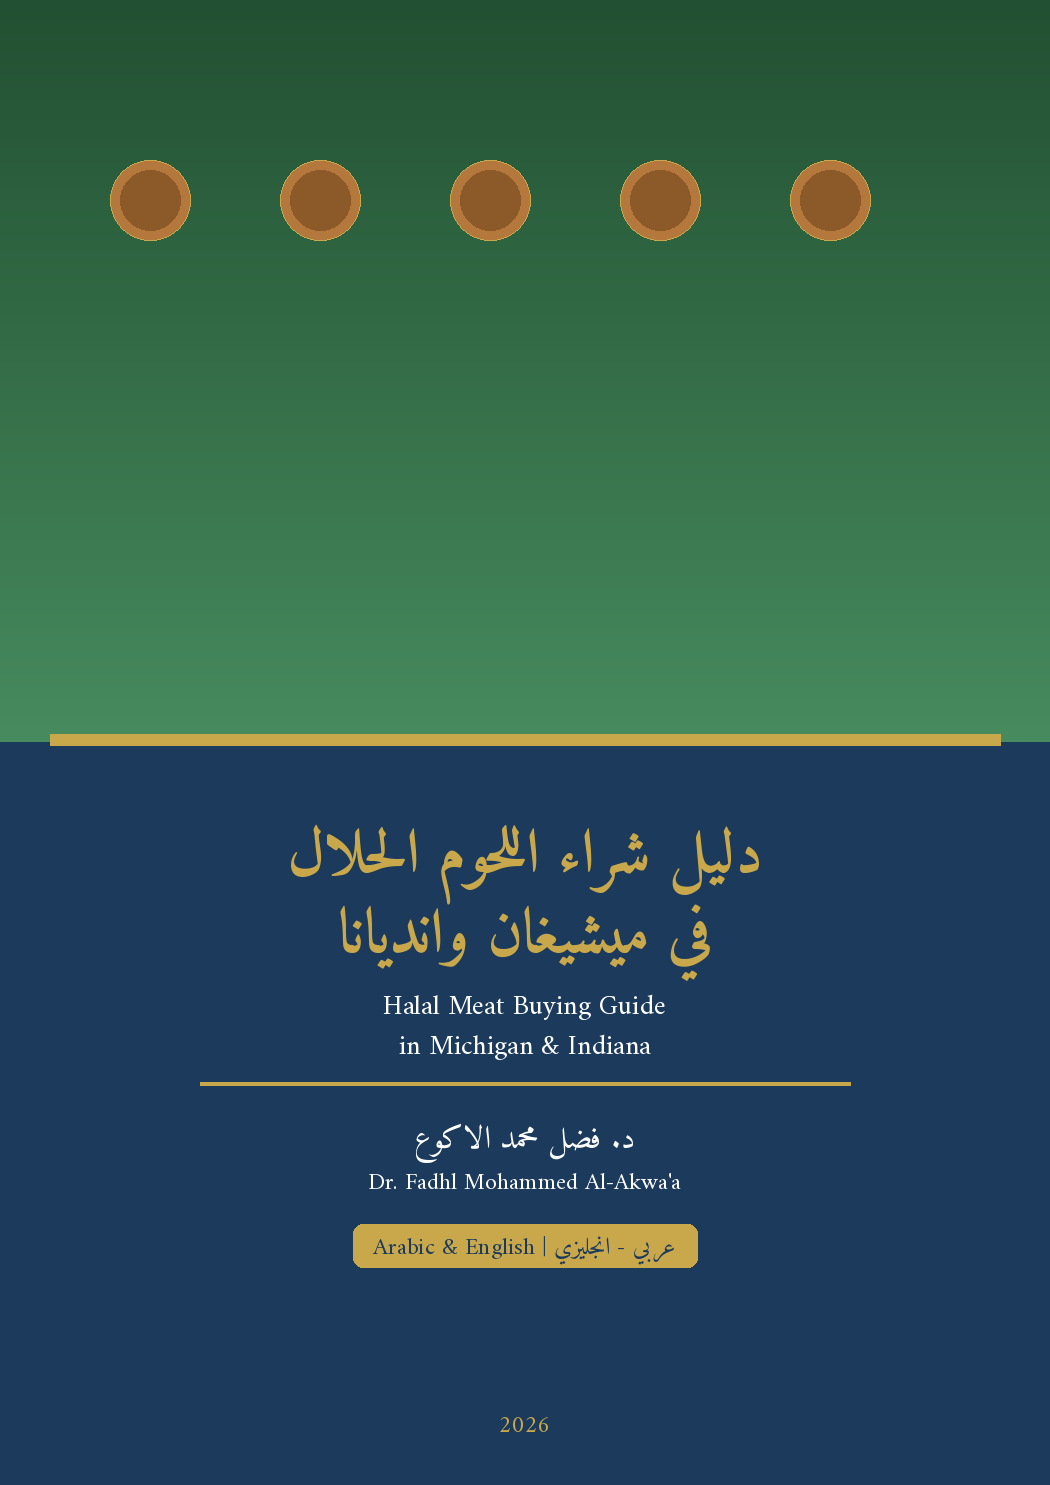 دليل شراء اللحوم الحلال
في ميشيغان وانديانا
Halal Meat Buying Guide
in Michigan & Indiana
د. فضل محمد الاكوع
Dr. Fadhl Mohammed Al-Akwa'a
Arabic & English | عربي - انجليزي
2026